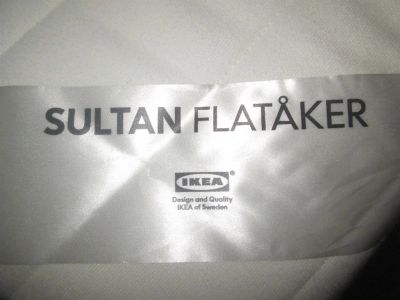 SULTAN FLATÅKER
IKEA
Design and Quality
IKEA of Sweden